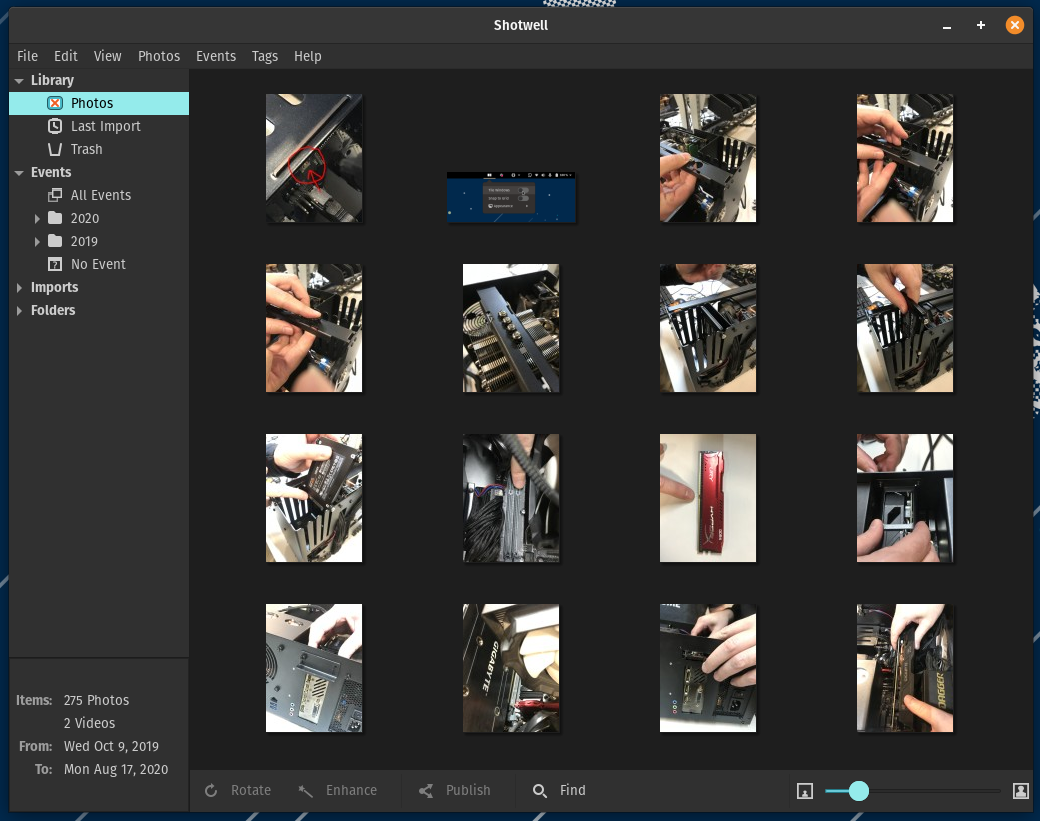 Shotwell
File Edit View Photos Events Tags Help
Library
Photos
Last Import
Trash
Events
All Events
2020
2019
No Event
Imports
Folders
GIGABYTE
Items: 275 Photos
2 Videos
From: Wed Oct 9, 2019
To: Mon Aug 17, 2020
Rotate Enhance Publish Find